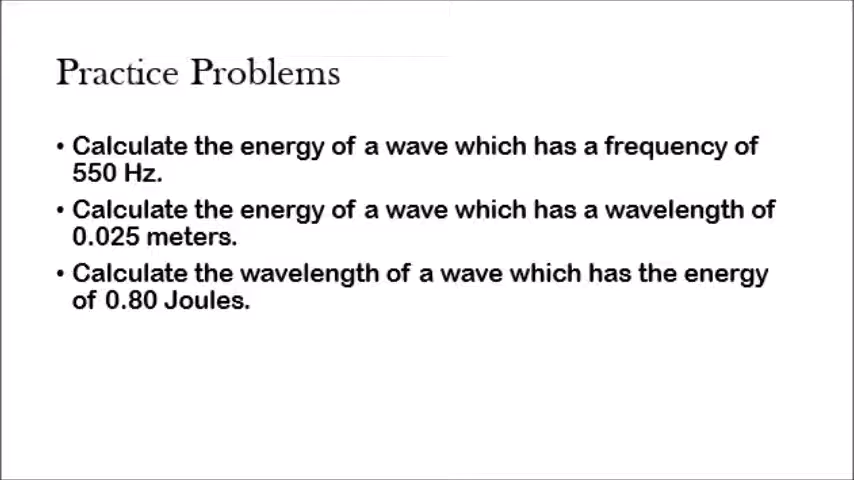 Practice Problems
• Calculate the energy of a wave which has a frequency of
550 Hz.
• Calculate the energy of a wave which has a wavelength of
0.025 meters.
• Calculate the wavelength of a wave which has the energy
of 0.80 Joules.